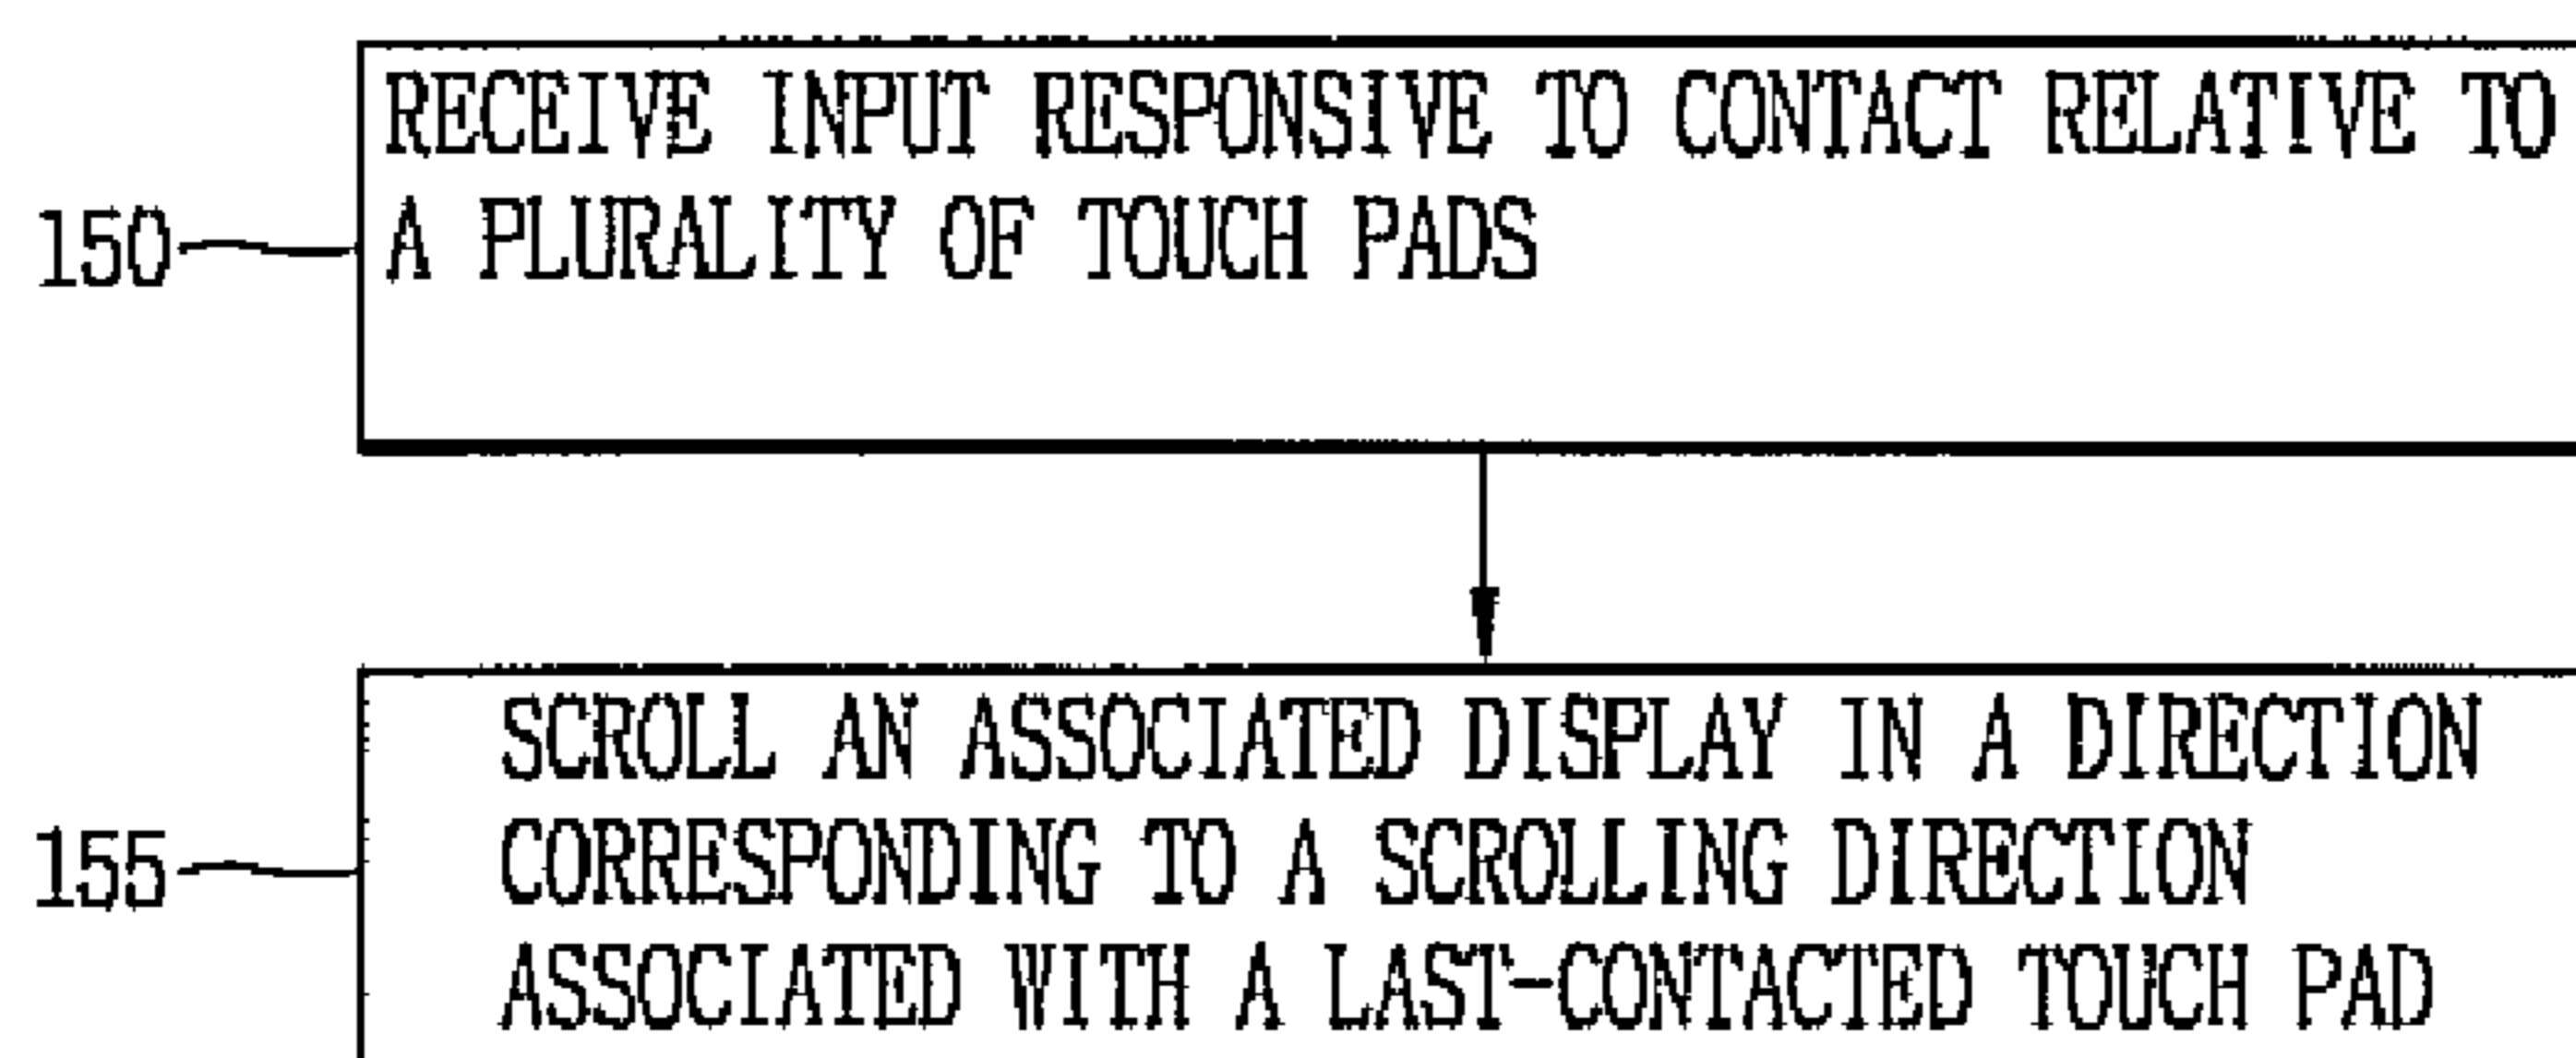 RECEIVE INPUT RESPONSIVE TO CONTACT RELATIVE TO
A PLURALITY OF TOUCH PADS
150
SCROLL AN ASSOCIATED DISPLAY IN A DIRECTION
CORRESPONDING TO A SCROLLING DIRECTION
155
ASSOCIATED WITH A LAST-CONTACTED TOUCH PAD